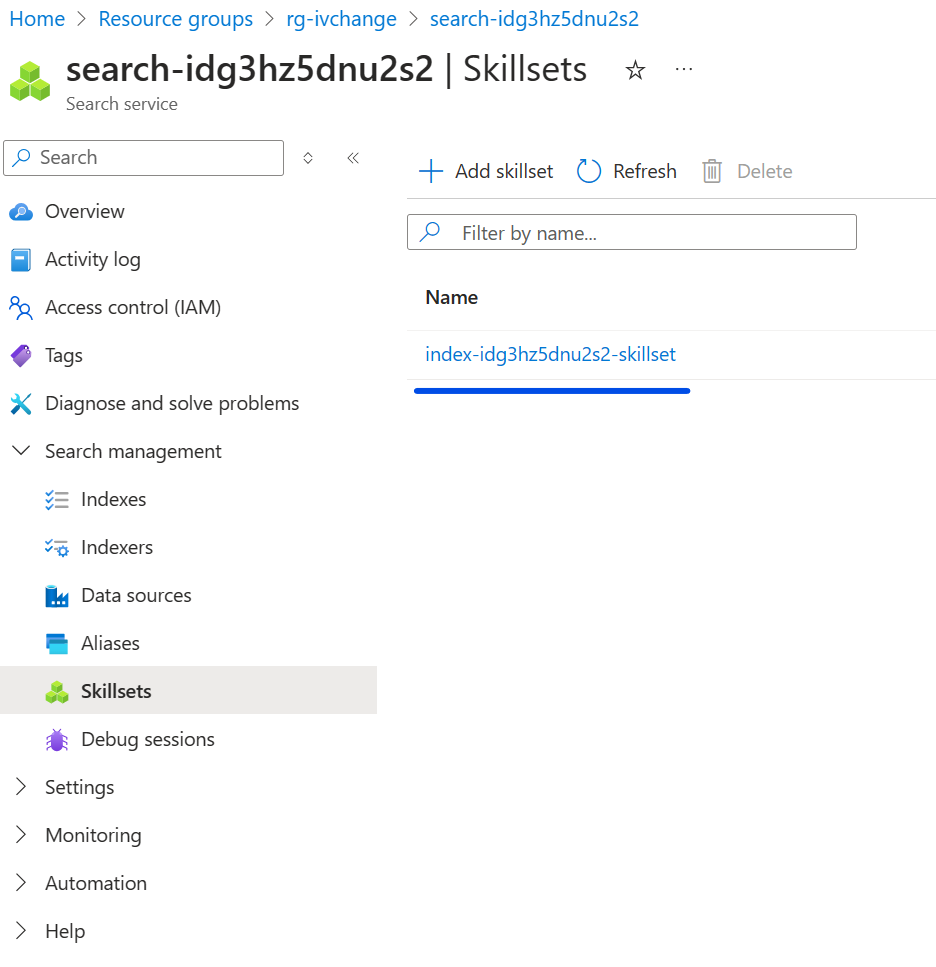 Home > Resource groups > rg-ivchange > search-idg3hz5dnu2s2
search-idg3hz5dnu2s2 | Skillsets
Search service
Search
Add skillset Refresh Delete
Overview
Filter by name...
Activity log
Name
Access control (IAM)
Tags
index-idg3hz5dnu2s2-skillset
Diagnose and solve problems
Search management
Indexes
Indexers
Data sources
Aliases
Skillsets
Debug sessions
Settings
Monitoring
Automation
Help